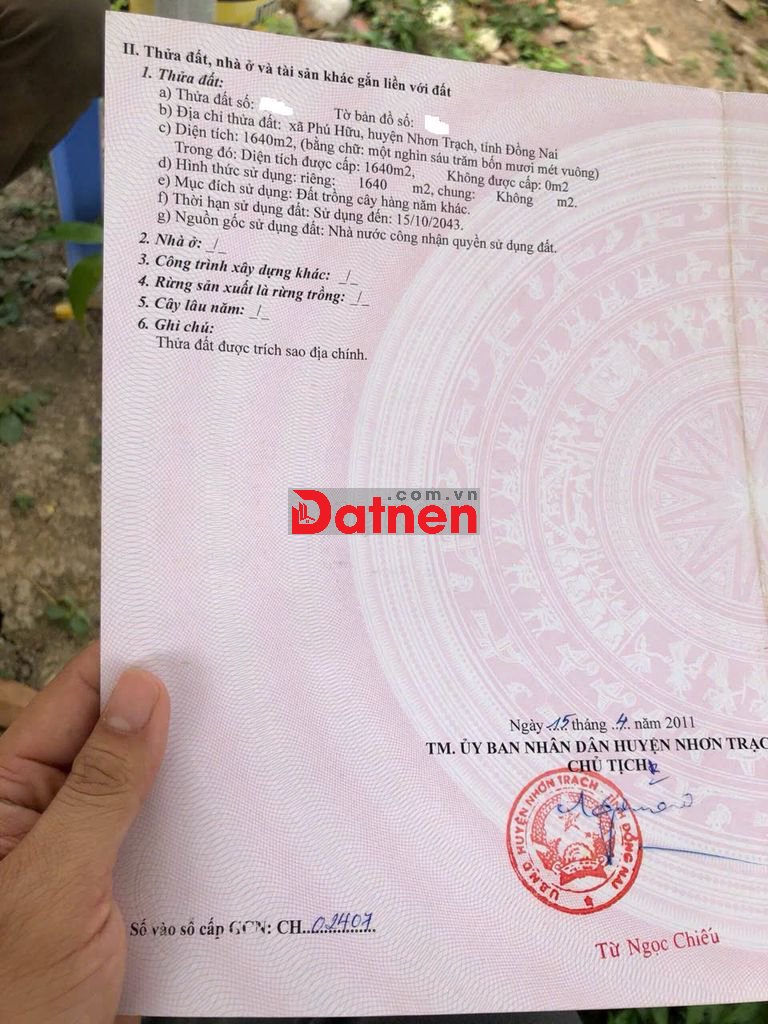 II. Thửa đất, nhà ở và tài sản khác gắn liền với đất
1. Thửa đất:
a) Thửa đất số: Tờ bản đồ số:
b) Địa chỉ thửa đất: xã Phú Hữu, huyện Nhơn Trạch, tỉnh Đồng Nai
c) Diện tích: 1640m2, (bằng chữ: một nghìn sáu trăm bốn mươi mét vuông)
Trong đó: Diện tích được cấp: 1640m2, Không được cấp: 0m2
d) Hình thức sử dụng: riêng: 1640 m2, chung: Không m2.
e) Mục đích sử dụng: Đất trồng cây hàng năm khác.
f) Thời hạn sử dụng đất: Sử dụng đến: 15/10/2043.
g) Nguồn gốc sử dụng đất: Nhà nước công nhận quyền sử dụng đất.
2. Nhà ở: _/_
3. Công trình xây dựng khác: _/_
4. Rừng sản xuất là rừng trồng: _/_
5. Cây lâu năm: _/_
6. Ghi chú:
Thửa đất được trích sao địa chính.
Datnen.com.vn
Ngày 15 tháng 4 năm 2011
TM. ỦY BAN NHÂN DÂN HUYỆN NHƠN TRẠC
CHỦ TỊCH
U.B.N.D HUYỆN NHƠN TRẠCH - TỈNH ĐỒNG NAI
Từ Ngọc Chiếu
Số vào sổ cấp GCN: CH..02407